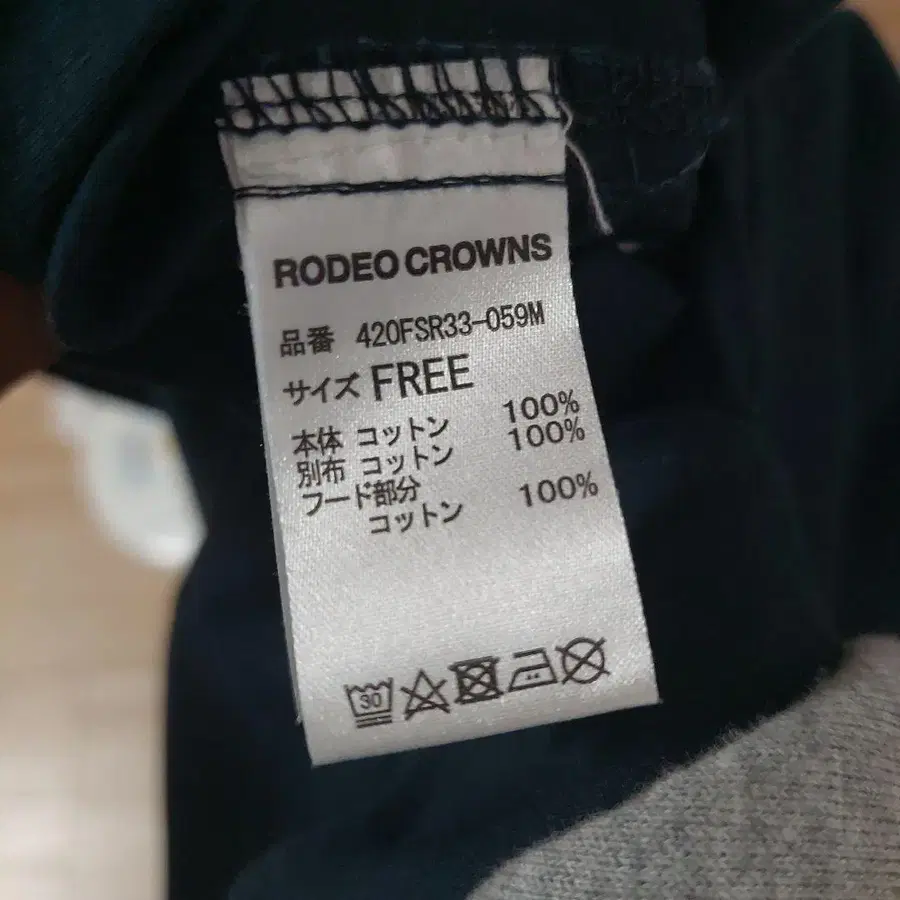 RODEO CROWNS
品番 420FSR33-059M
サイズ FREE
本体 コットン 100%
別布 コットン 100%
フード部分
コットン 100%
30